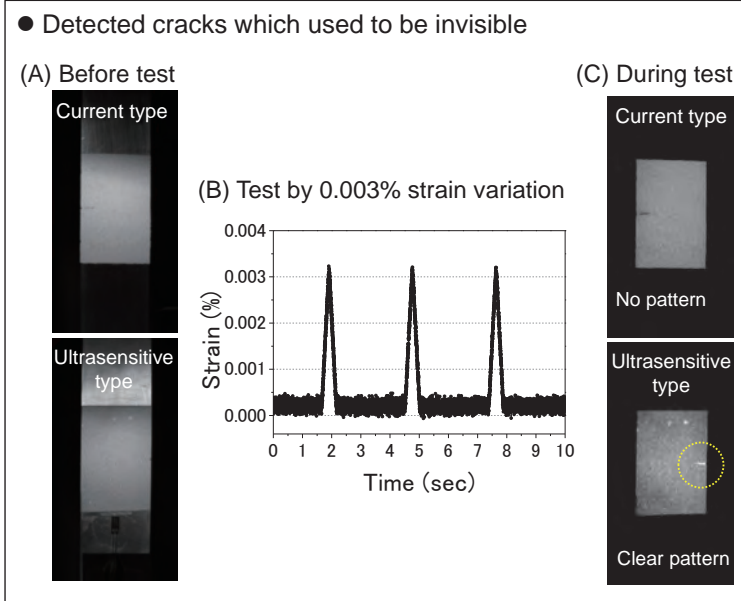 ● Detected cracks which used to be invisible
(A) Before test
Current type
Ultrasensitive
type
(B) Test by 0.003% strain variation
0.004
0.003
0.002
0.001
0.000
Strain (%)
0 1 2 3 4 5 6 7 8 9 10
Time (sec)
(C) During test
Current type
No pattern
Ultrasensitive
type
Clear pattern